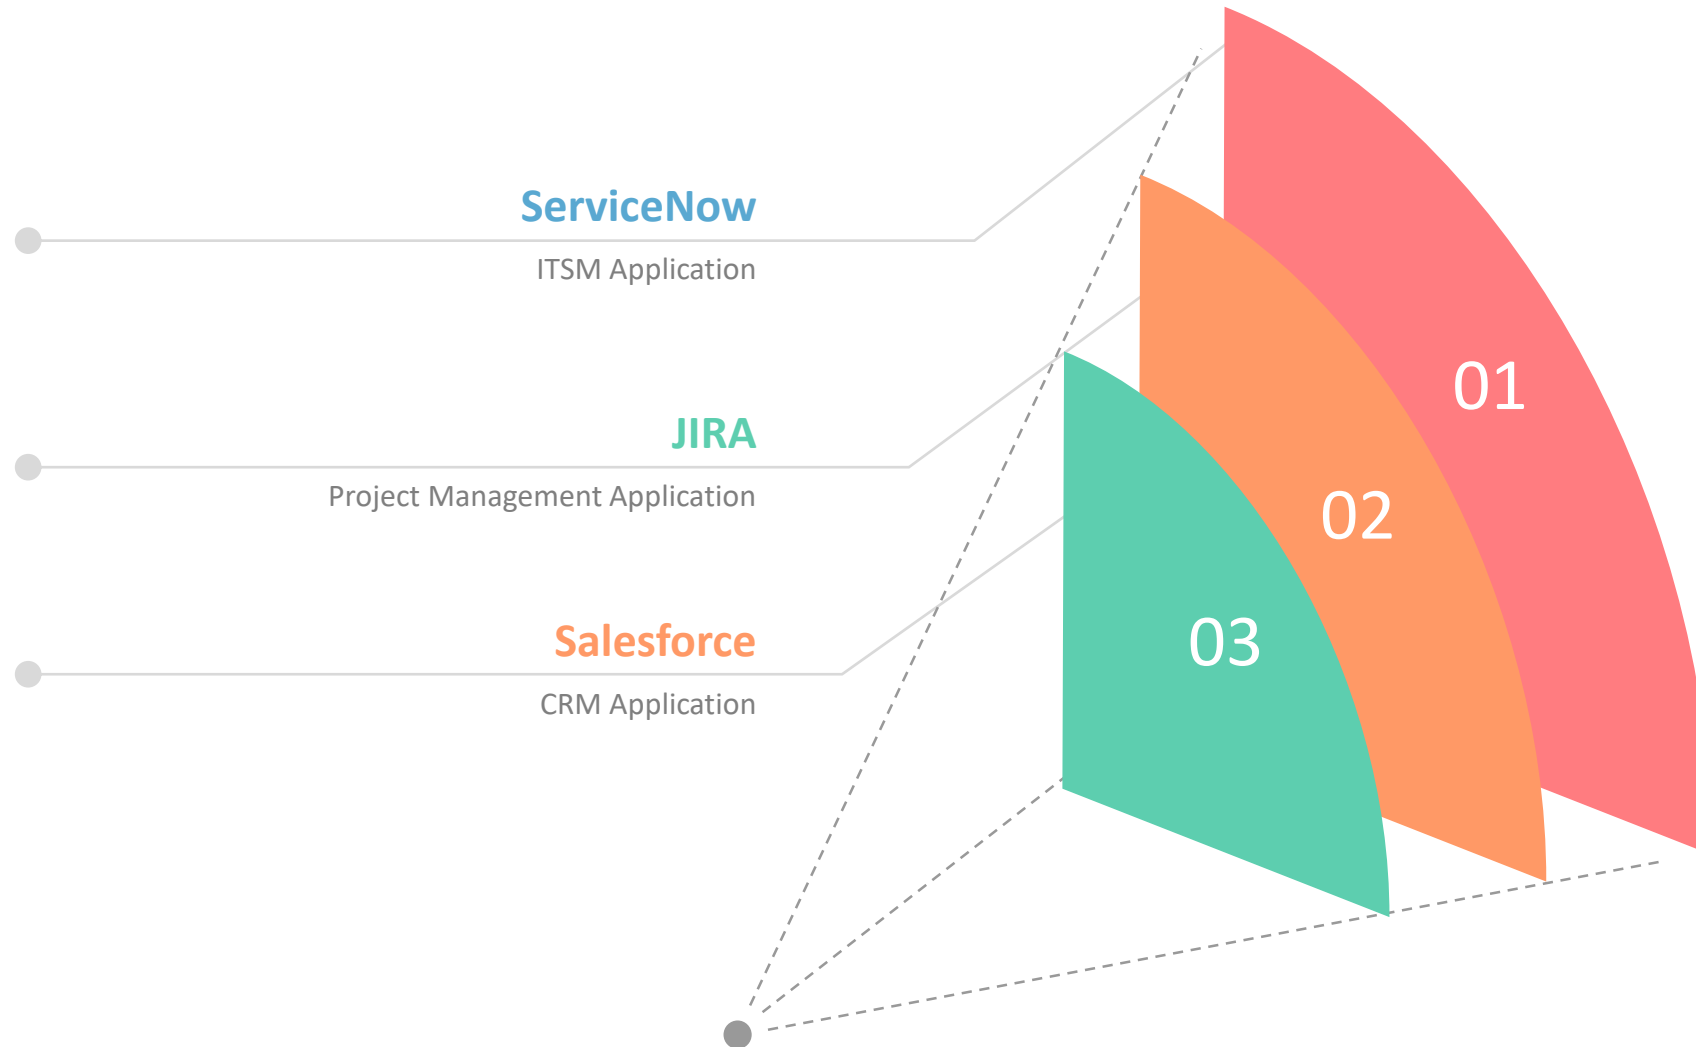 ServiceNow
ITSM Application
JIRA
Project Management Application
Salesforce
CRM Application
01
02
03